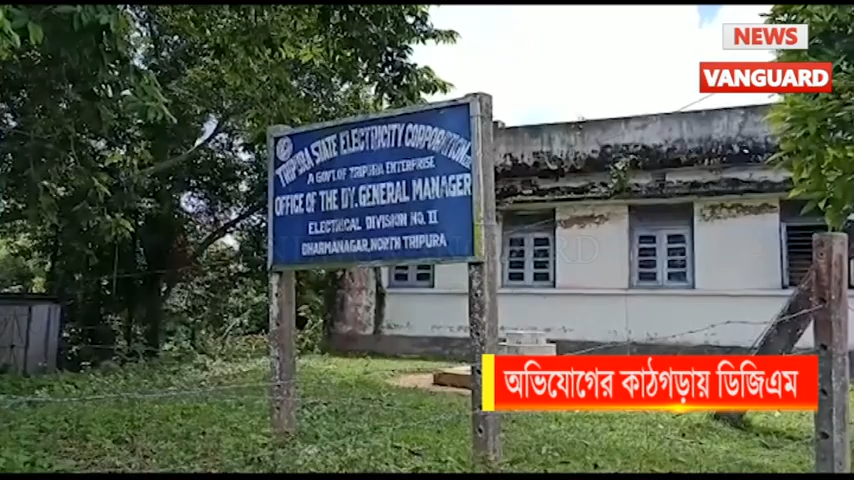 NEWS
VANGUARD
TRIPURA STATE ELECTRICITY CORPORATION
A GOVT. OF TRIPURA ENTERPRISE
OFFICE OF THE DY. GENERAL MANAGER
ELECTRICAL DIVISION NO. II
DHARMANAGAR, NORTH TRIPURA
অভিযোগের কাঠগড়ায় ডিজিএম